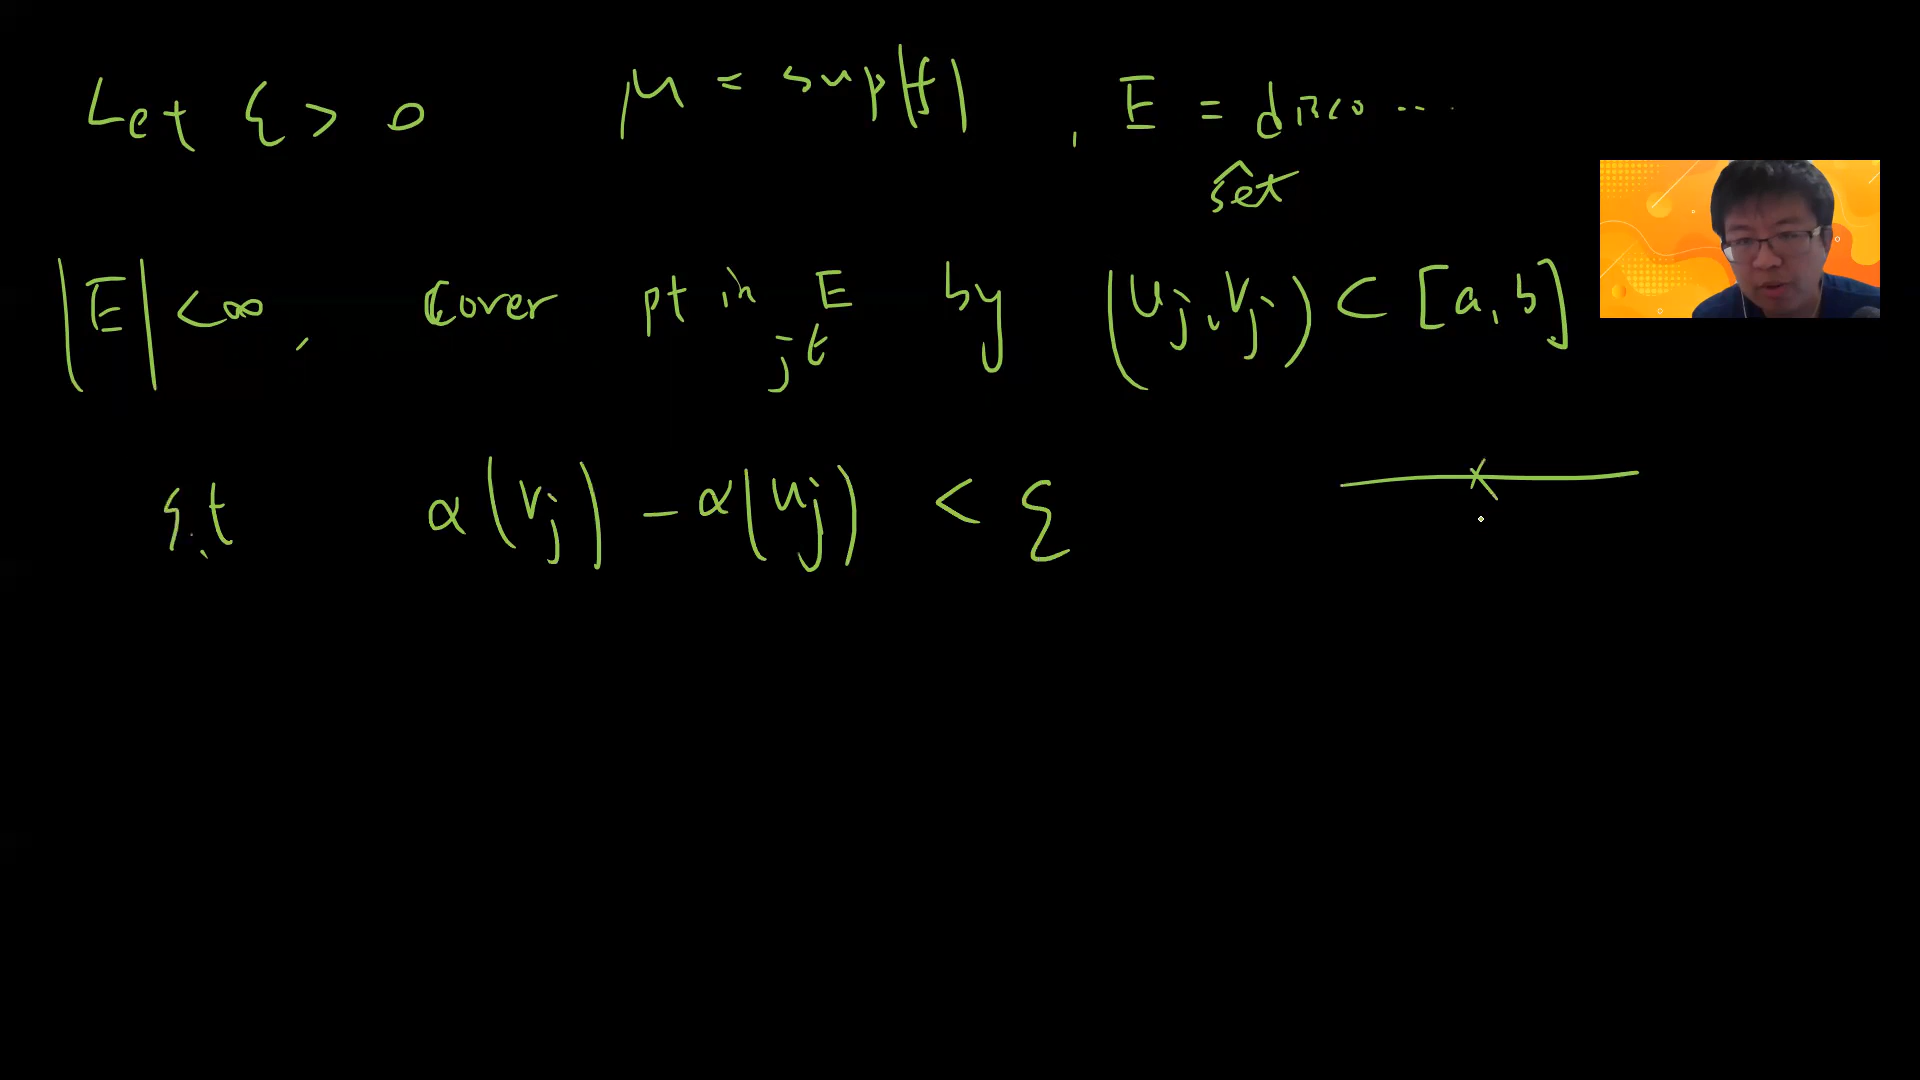 Let ε > 0 M = sup|f| , E = disco ...
set
|E| < ∞, Cover pt in E by (uj, vj) ⊂ [a, b]
jt
s.t α(vj) - α(uj) < ε